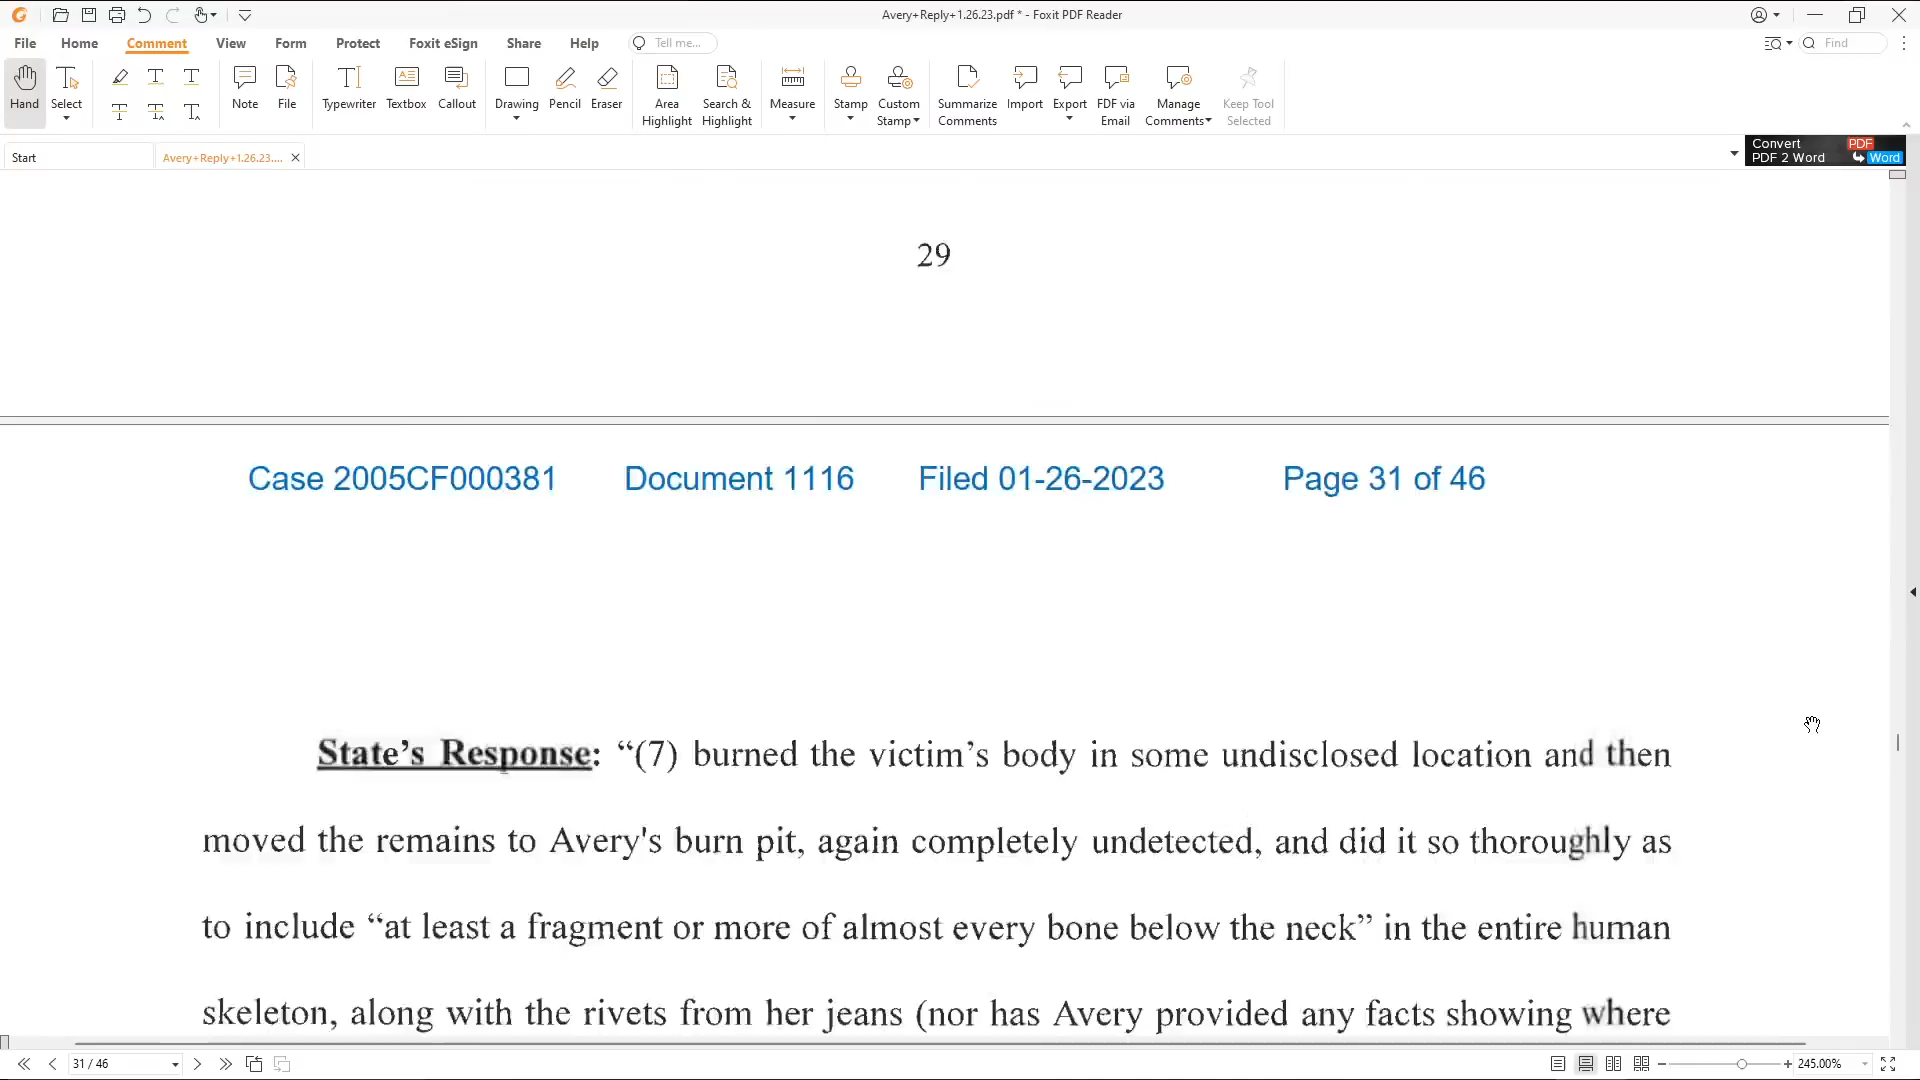 Avery+Reply+1.26.23.pdf * - Foxit PDF Reader
File Home Comment View Form Protect Foxit eSign Share Help Tell me... Find
Hand Select Note File Typewriter Textbox Callout Drawing Pencil Eraser Area Highlight Search & Highlight Measure Stamp Custom Stamp Summarize Comments Import Export FDF via Email Manage Comments Keep Tool Selected
Start Avery+Reply+1.26.23....
Convert PDF
PDF 2 Word Word
29
Case 2005CF000381 Document 1116 Filed 01-26-2023 Page 31 of 46
State’s Response: “(7) burned the victim’s body in some undisclosed location and then
moved the remains to Avery's burn pit, again completely undetected, and did it so thoroughly as
to include “at least a fragment or more of almost every bone below the neck” in the entire human
skeleton, along with the rivets from her jeans (nor has Avery provided any facts showing where
31 / 46 245.00%